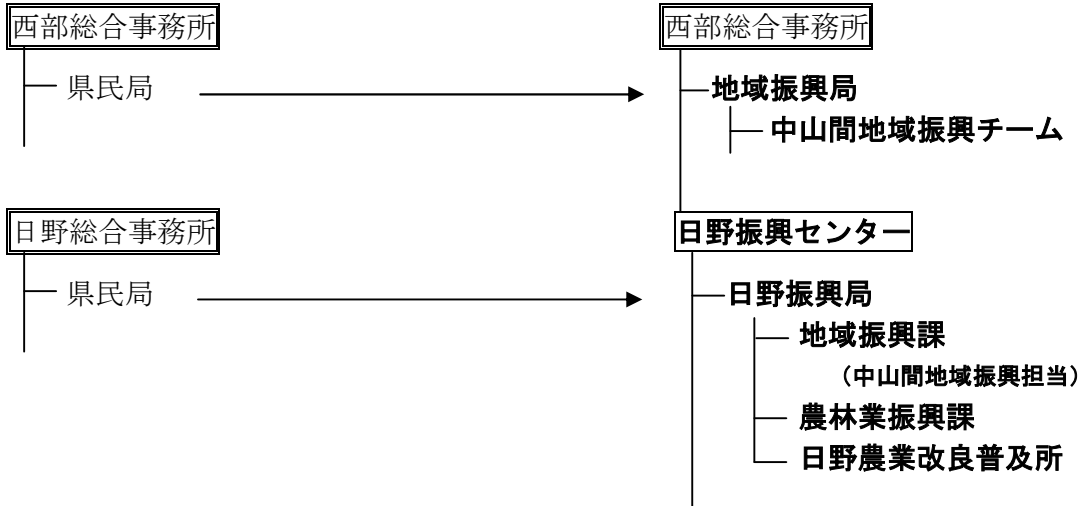 西部総合事務所
県民局
日野総合事務所
県民局
西部総合事務所
地域振興局
中山間地域振興チーム
日野振興センター
日野振興局
地域振興課
（中山間地域振興担当）
農林業振興課
日野農業改良普及所